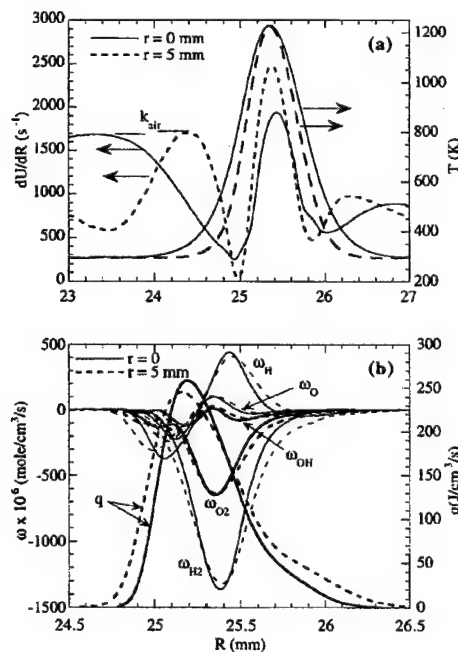 3000
2500
2000
1500
1000
500
0
dU/dR (s⁻¹)
r = 0 mm
r = 5 mm
(a)
k_air
1200
1000
800
600
400
200
T (K)
23 24 25 26 27
500
0
-500
-1000
-1500
ω x 10⁶ (mole/cm³/s)
r = 0
r = 5 mm
(b)
ω_H
ω_O
ω_OH
ω_O2
ω_H2
q
300
250
200
150
100
50
0
q(J/cm³/s)
24.5 25 25.5 26 26.5
R (mm)